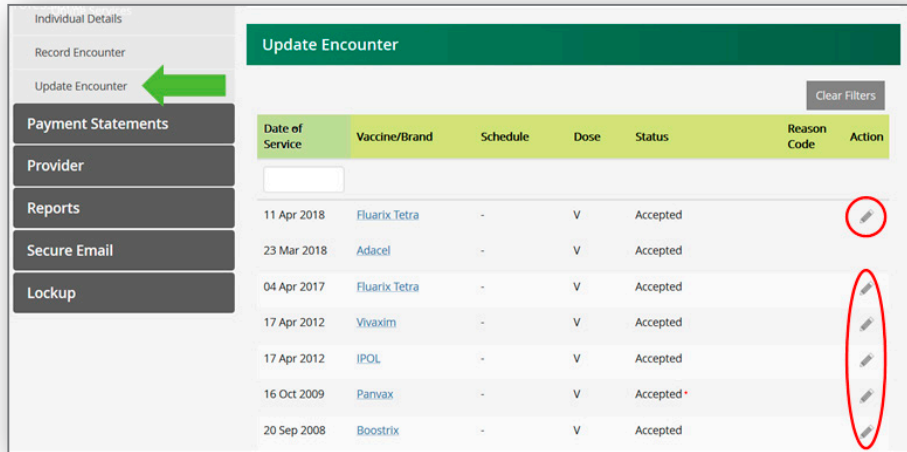 Individual Details
Record Encounter
Update Encounter
Payment Statements
Provider
Reports
Secure Email
Lockup
Update Encounter
Clear Filters
Date of Service Vaccine/Brand Schedule Dose Status Reason Code Action
11 Apr 2018 Fluarix Tetra - V Accepted
23 Mar 2018 Adacel - V Accepted
04 Apr 2017 Fluarix Tetra - V Accepted
17 Apr 2012 Vivaxim - V Accepted
17 Apr 2012 IPOL - V Accepted
16 Oct 2009 Panvax - V Accepted *
20 Sep 2008 Boostrix - V Accepted